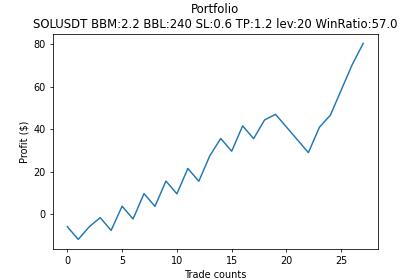 Portfolio
SOLUSDT BBM:2.2 BBL:240 SL:0.6 TP:1.2 lev:20 WinRatio:57.0
80
60
40
20
0
Profit ($)
0 5 10 15 20 25
Trade counts